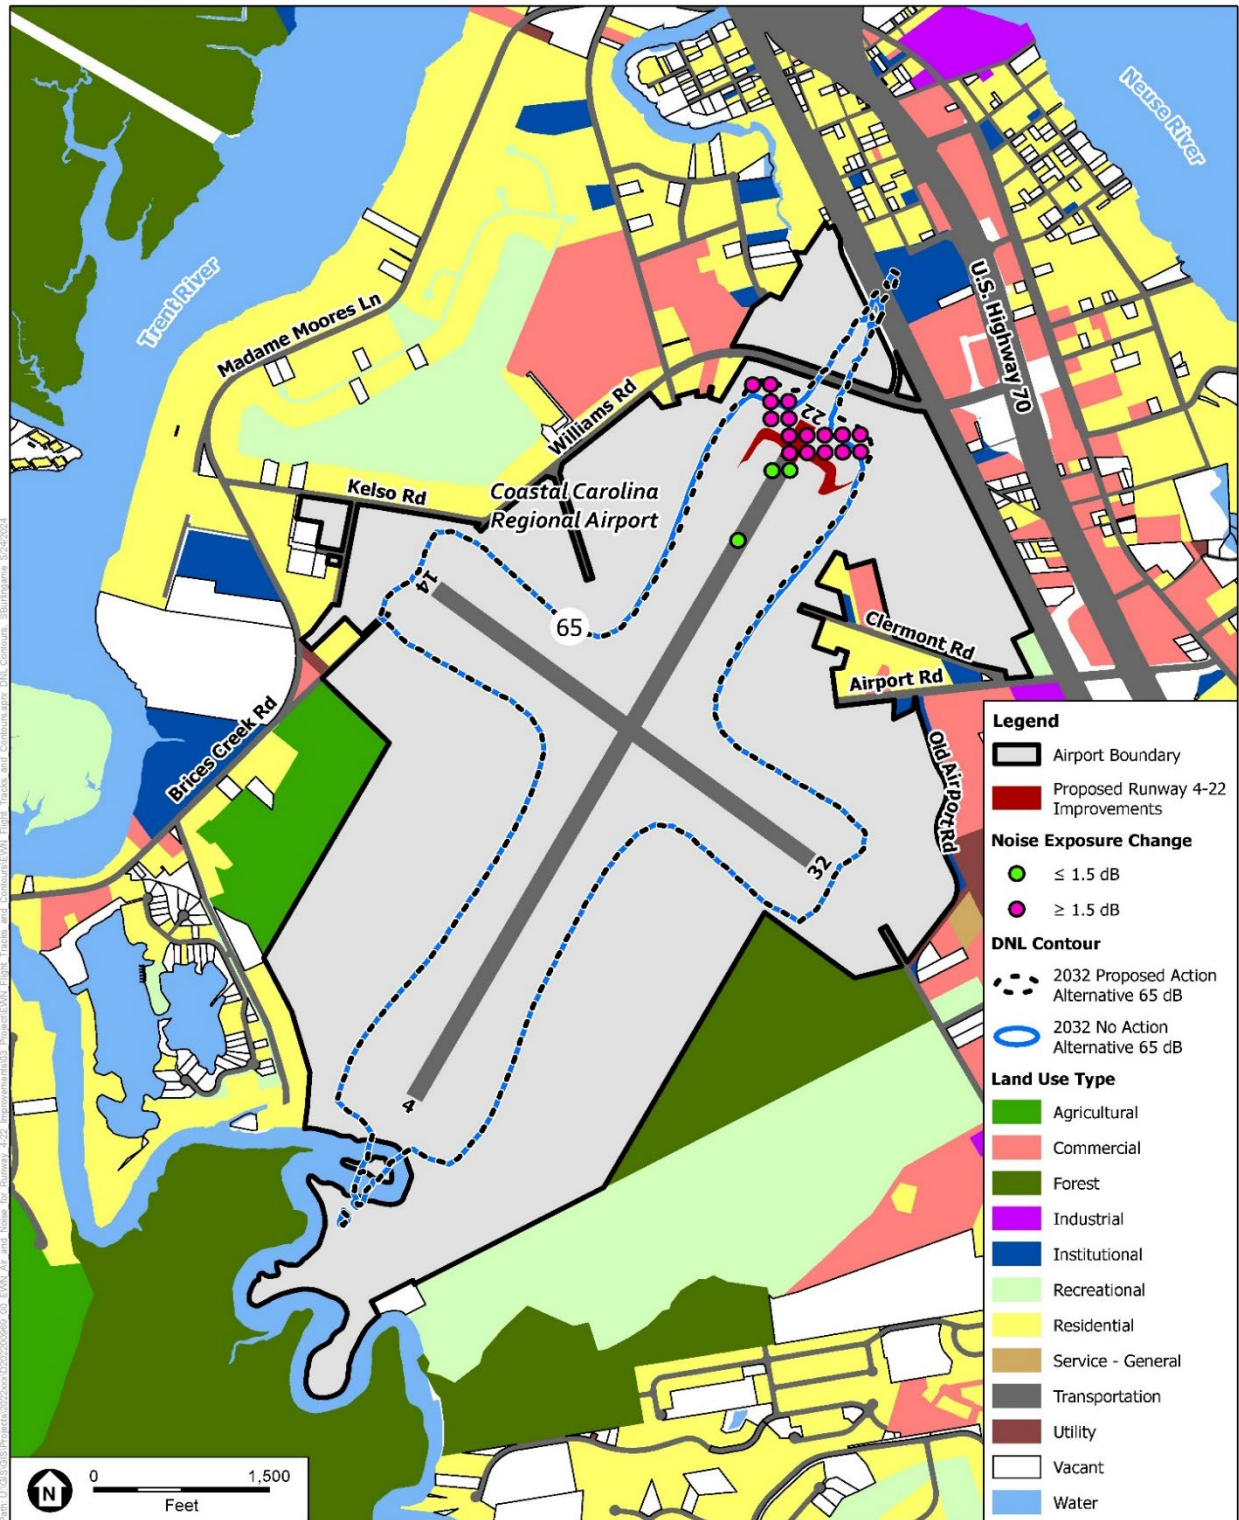 Neuse River
Trent River
Madame Moores Ln
U.S. Highway 70
Williams Rd
22
Kelso Rd
Coastal Carolina
Regional Airport
14
65
Clermont Rd
Airport Rd
Brices Creek Rd
Old Airport Rd
32
4
Legend
Airport Boundary
Proposed Runway 4-22
Improvements
Noise Exposure Change
≤ 1.5 dB
≥ 1.5 dB
DNL Contour
2032 Proposed Action
Alternative 65 dB
2032 No Action
Alternative 65 dB
Land Use Type
Agricultural
Commercial
Forest
Industrial
Institutional
Recreational
Residential
Service - General
Transportation
Utility
Vacant
Water
N
0 1,500
Feet